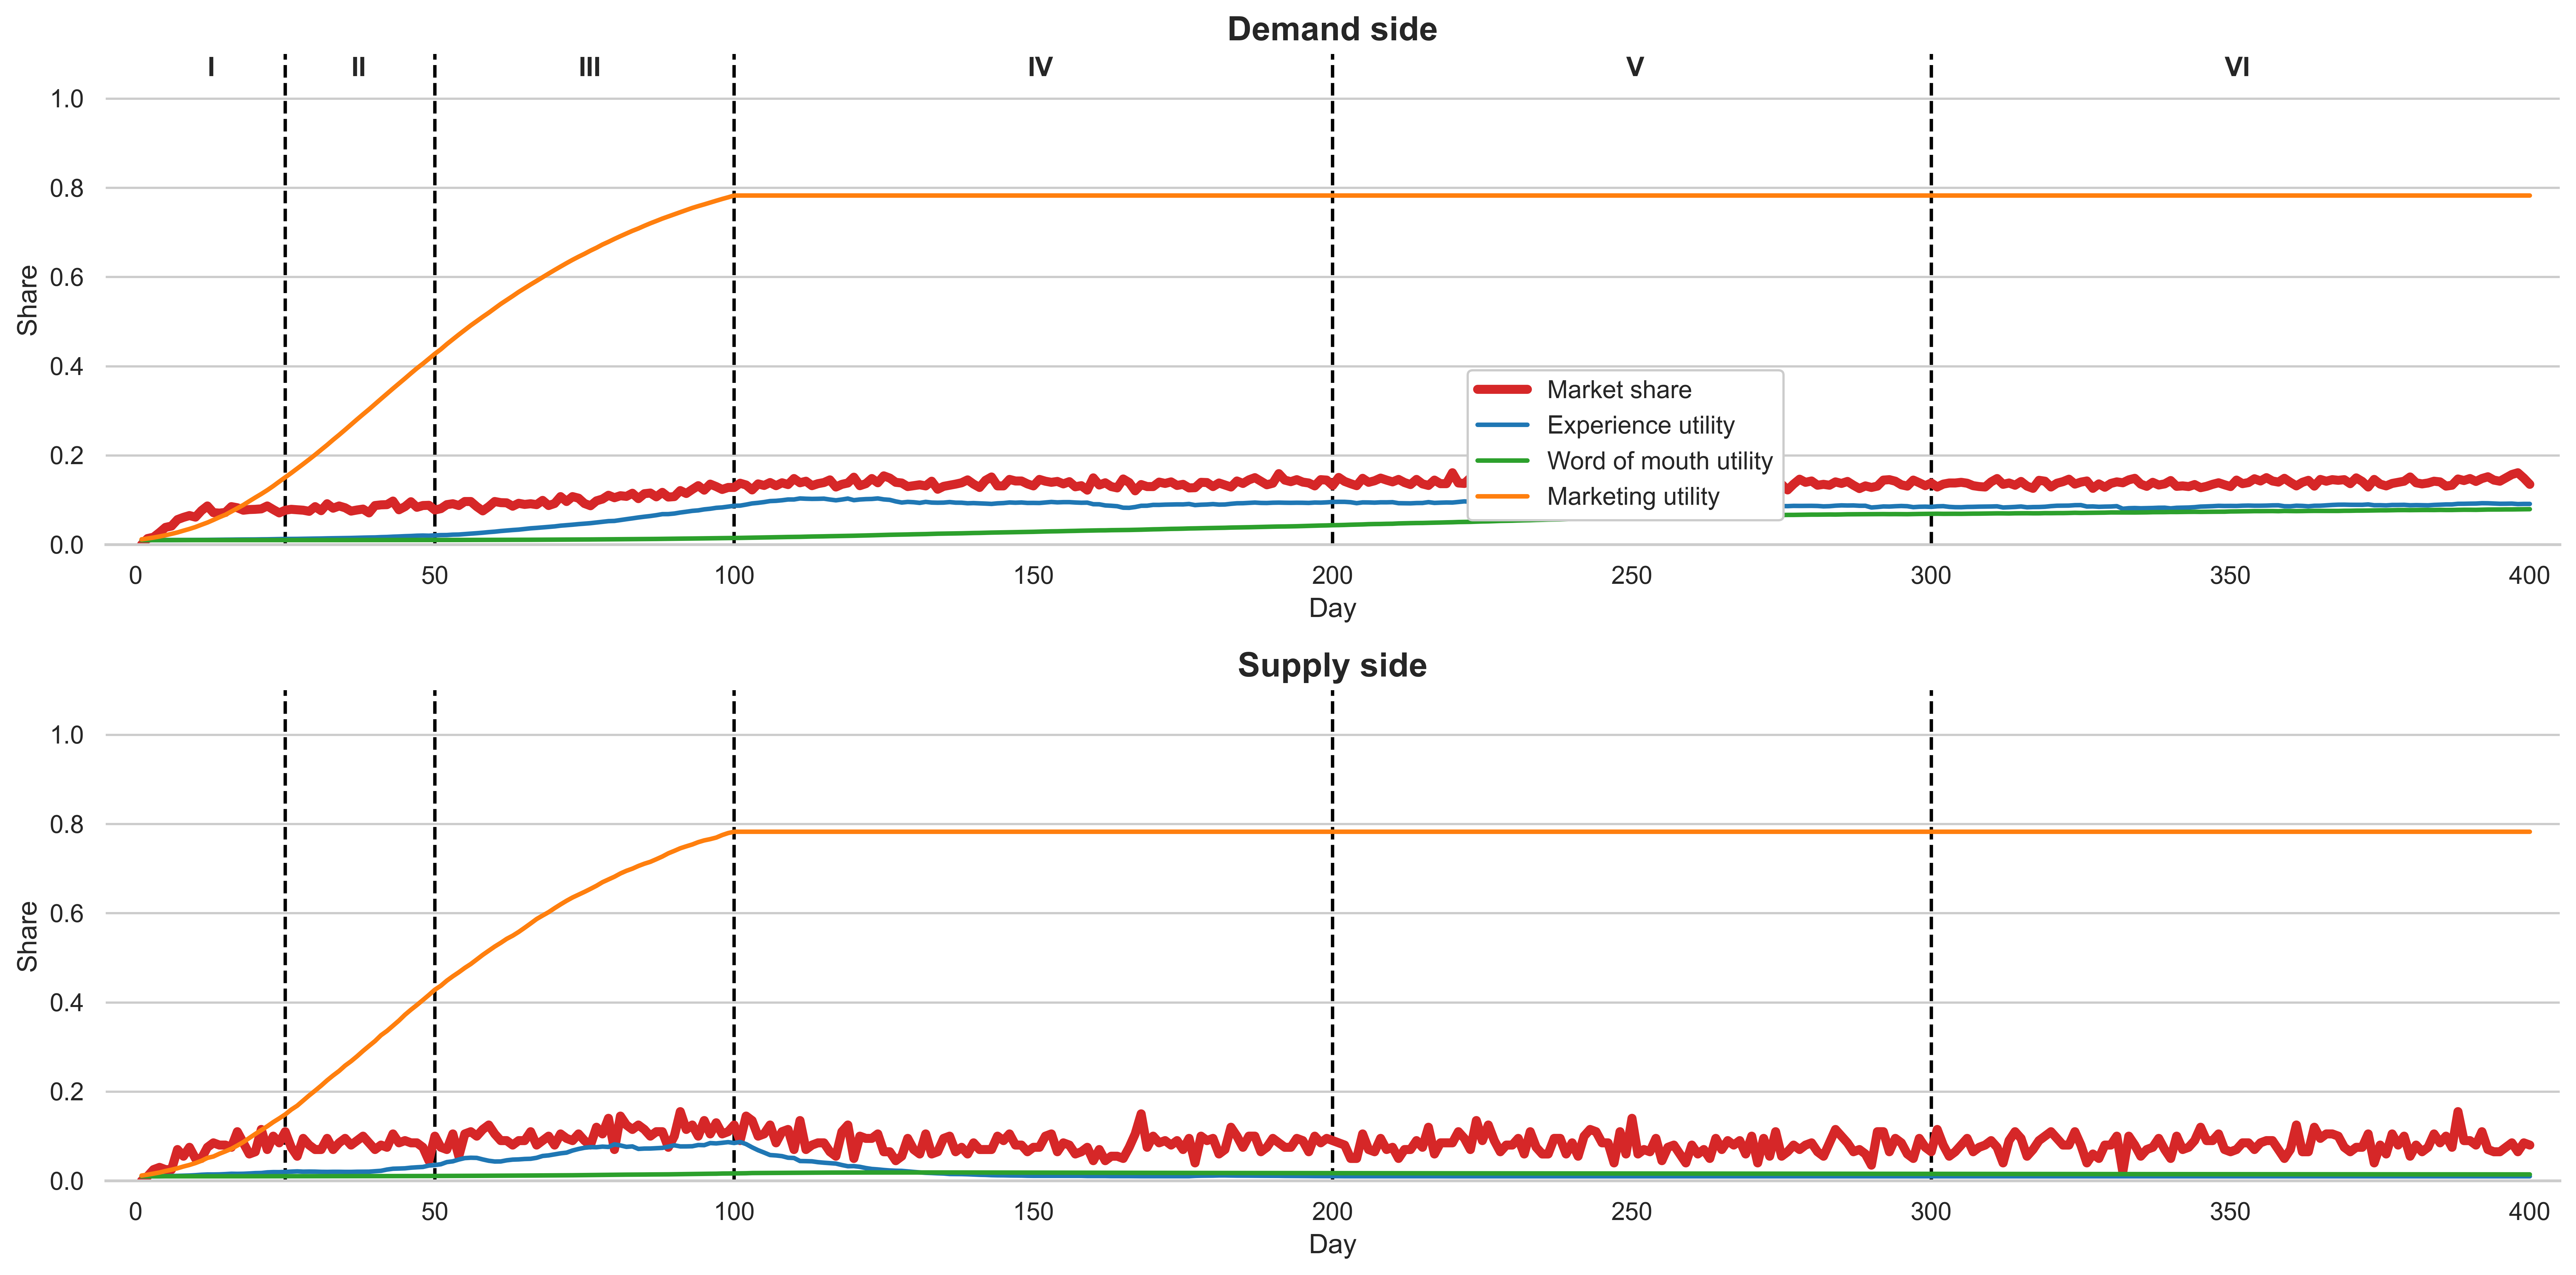 Demand side
I II III IV V VI
1.0
0.8
0.6
0.4
0.2
0.0
Share
Market share
Experience utility
Word of mouth utility
Marketing utility
0 50 100 150 200 250 300 350 400
Day
Supply side
1.0
0.8
0.6
0.4
0.2
0.0
Share
0 50 100 150 200 250 300 350 400
Day